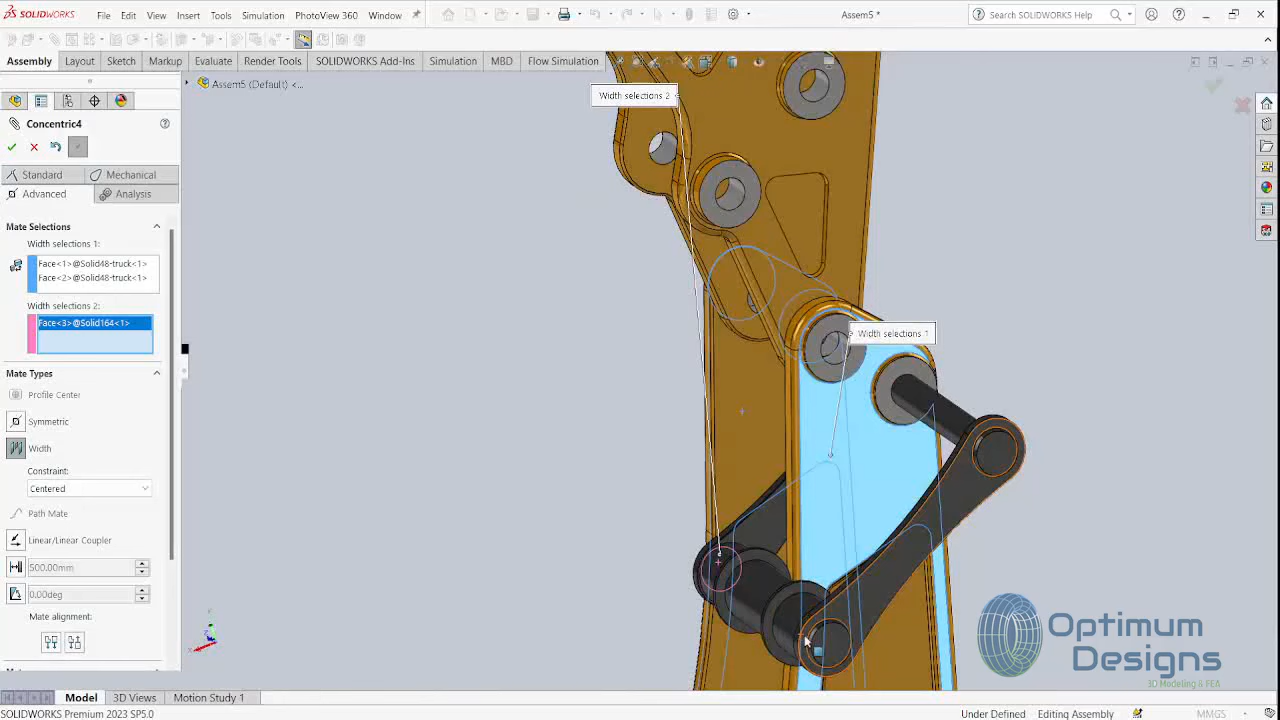 SOLIDWORKS
File
Edit
View
Insert
Tools
Simulation
PhotoView 360
Window
Assem5 *
Search SOLIDWORKS Help
Assembly
Layout
Sketch
Markup
Evaluate
Render Tools
SOLIDWORKS Add-Ins
Simulation
MBD
Flow Simulation
Assem5 (Default) <...
Width selections 2
Concentric4
Standard
Mechanical
Advanced
Analysis
Mate Selections
Width selections 1:
Face<1>@Solid48-truck<1>
Face<2>@Solid48-truck<1>
Width selections 2:
Face<3>@Solid164<1>
Width selections 1
Mate Types
Profile Center
Symmetric
Width
Constraint:
Centered
Path Mate
Linear/Linear Coupler
500.00mm
0.00deg
Mate alignment:
Optimum
Designs
3D Modeling & FEA
Model
3D Views
Motion Study 1
SOLIDWORKS Premium 2023 SP5.0
Under Defined
Editing Assembly
MMGS